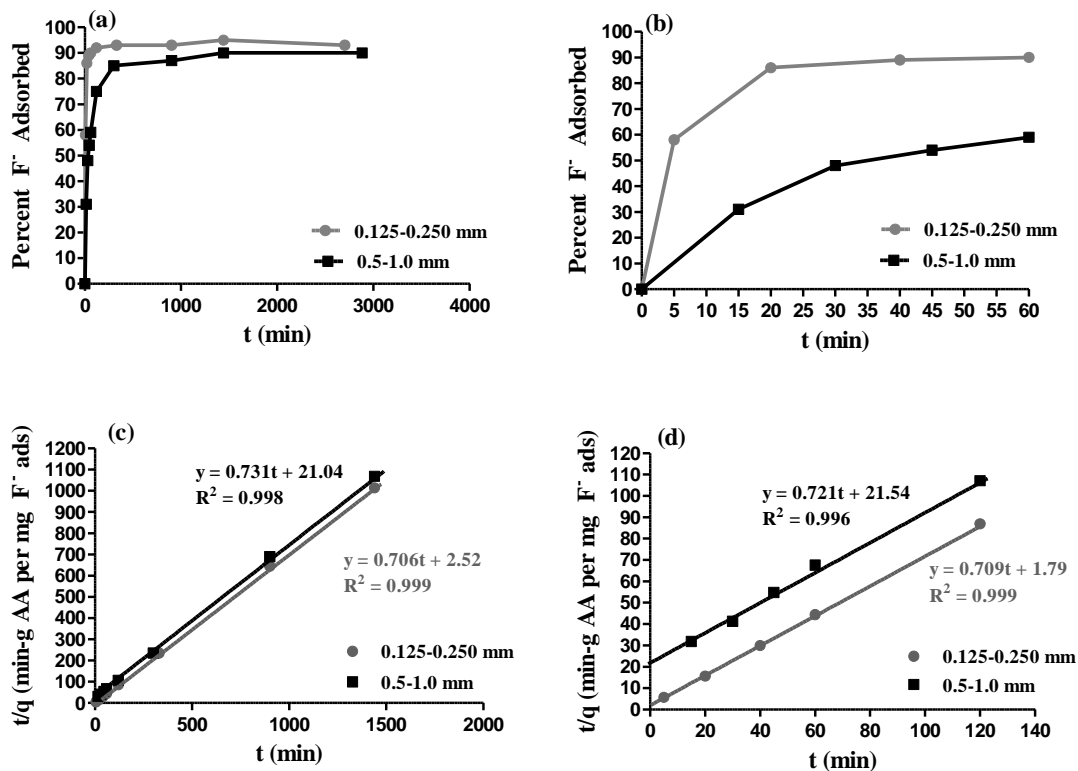 (a)
Percent F⁻ Adsorbed
100
90
80
70
60
50
40
30
20
10
0
0.125-0.250 mm
0.5-1.0 mm
0 1000 2000 3000 4000
t (min)
(b)
Percent F⁻ Adsorbed
100
90
80
70
60
50
40
30
20
10
0
0.125-0.250 mm
0.5-1.0 mm
0 5 10 15 20 25 30 35 40 45 50 55 60
t (min)
(c)
t/q (min-g AA per mg F⁻ ads)
1200
1100
1000
900
800
700
600
500
400
300
200
100
0
y = 0.731t + 21.04
R² = 0.998
y = 0.706t + 2.52
R² = 0.999
0.125-0.250 mm
0.5-1.0 mm
0 500 1000 1500 2000
t (min)
(d)
t/q (min-g AA per mg F⁻ ads)
120
110
100
90
80
70
60
50
40
30
20
10
0
y = 0.721t + 21.54
R² = 0.996
y = 0.709t + 1.79
R² = 0.999
0.125-0.250 mm
0.5-1.0 mm
0 20 40 60 80 100 120 140
t (min)